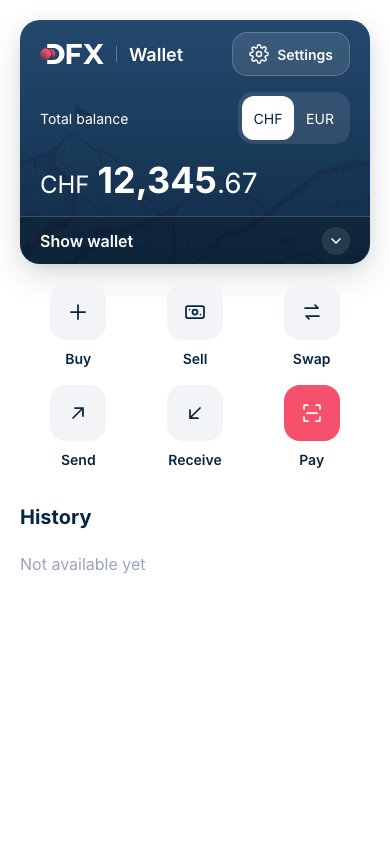 DFX Wallet Settings
Total balance CHF EUR
CHF 12,345.67
Show wallet
Buy Sell Swap
Send Receive Pay
History
Not available yet